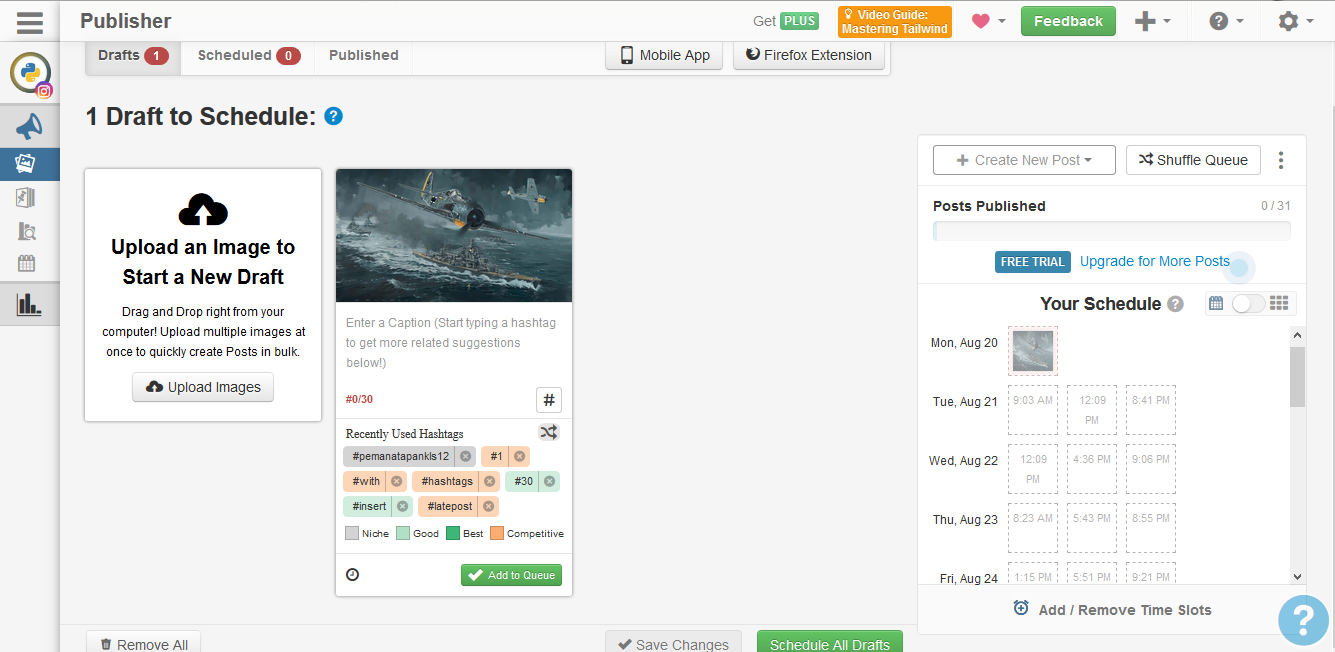 Publisher
Get PLUS
Video Guide:
Mastering Tailwind
Feedback
Drafts 1
Scheduled 0
Published
Mobile App
Firefox Extension
1 Draft to Schedule:
Upload an Image to
Start a New Draft
Drag and Drop right from your
computer! Upload multiple images at
once to quickly create Posts in bulk.
Upload Images
Enter a Caption (Start typing a hashtag
to get more related suggestions
below!)
#0/30
#
Recently Used Hashtags
#pemanatapankls12 #1
#with #hashtags #30
#insert #latepost
Niche Good Best Competitive
Add to Queue
Remove All
Save Changes
Schedule All Drafts
Create New Post
Shuffle Queue
Posts Published 0 / 31
FREE TRIAL Upgrade for More Posts
Your Schedule
Mon, Aug 20
Tue, Aug 21 9:03 AM 12:09 PM 8:41 PM
Wed, Aug 22 12:09 PM 4:36 PM 9:06 PM
Thu, Aug 23 8:23 AM 5:43 PM 8:55 PM
Fri, Aug 24 1:15 PM 5:51 PM 9:21 PM
Add / Remove Time Slots